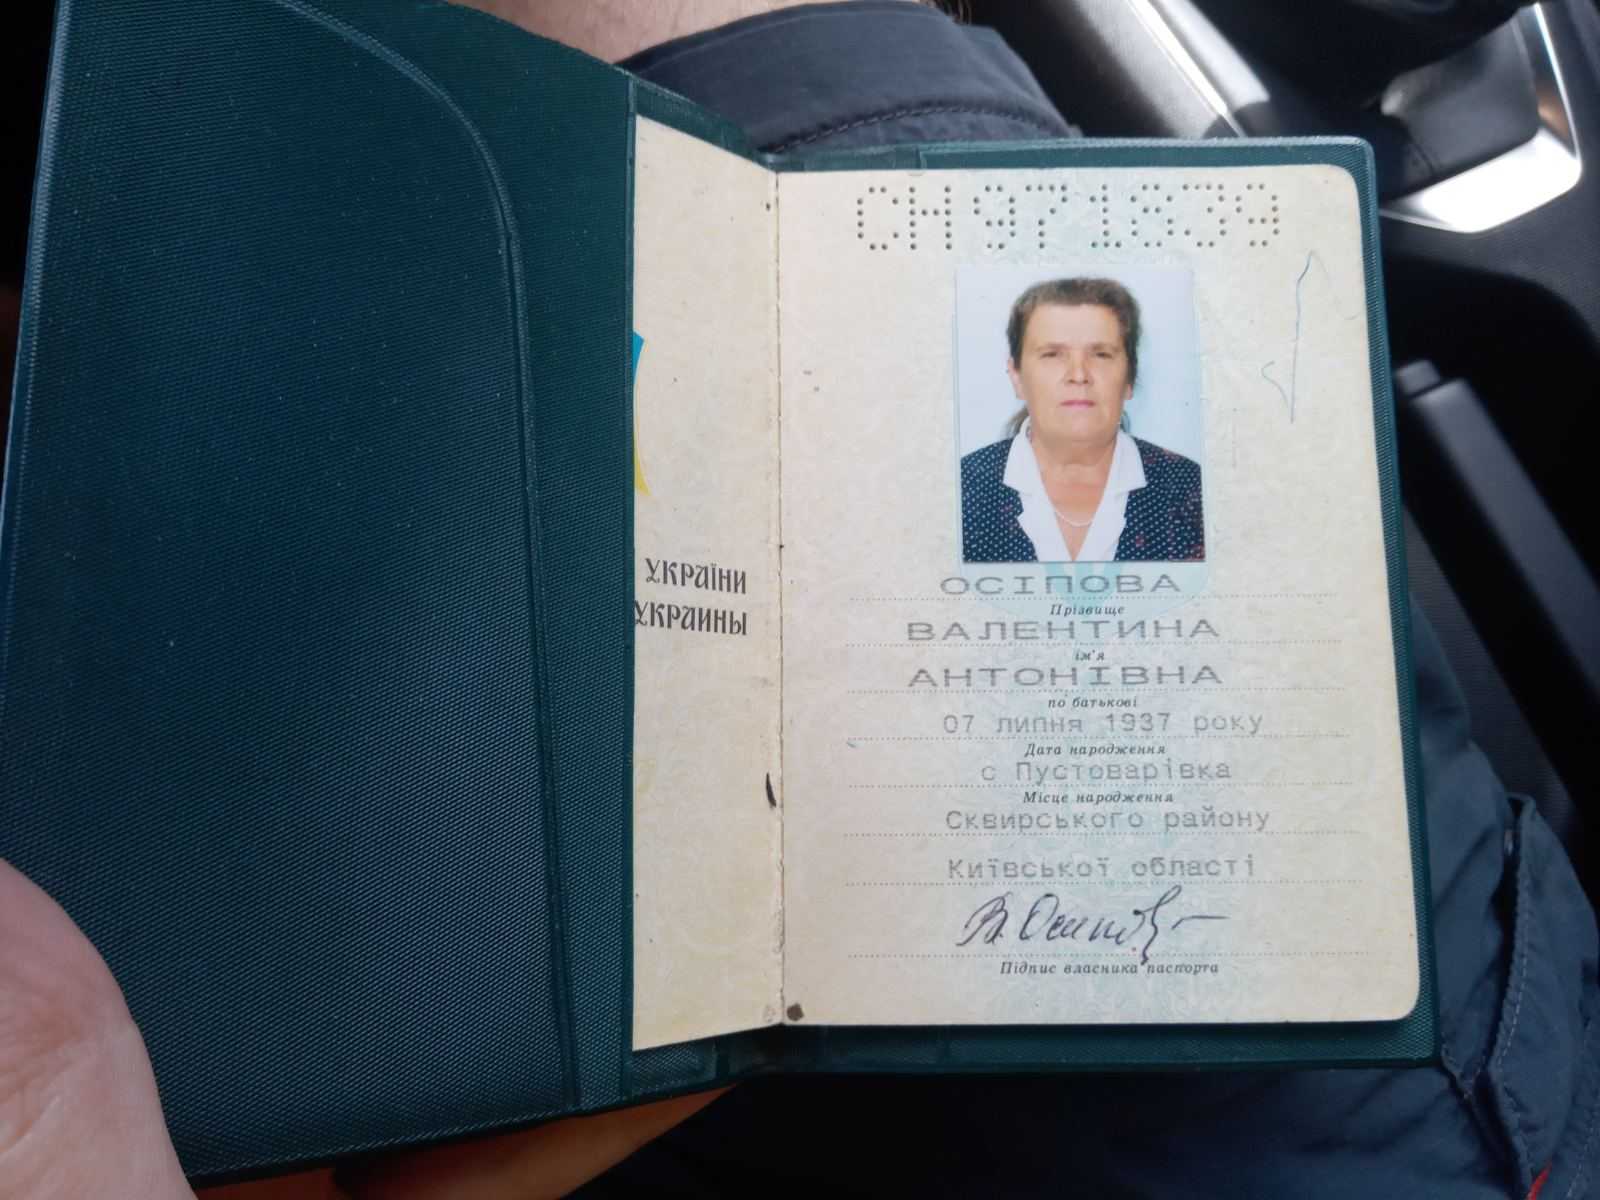 УКРАЇНИ
УКРАИНЫ
СН971839
ОСІПОВА
Прізвище
ВАЛЕНТИНА
ім'я
АНТОНІВНА
по батькові
07 липня 1937 року
Дата народження
с Пустоварівка
Місце народження
Сквирського району
Київської області
В. Осипов
Підпис власника паспорта